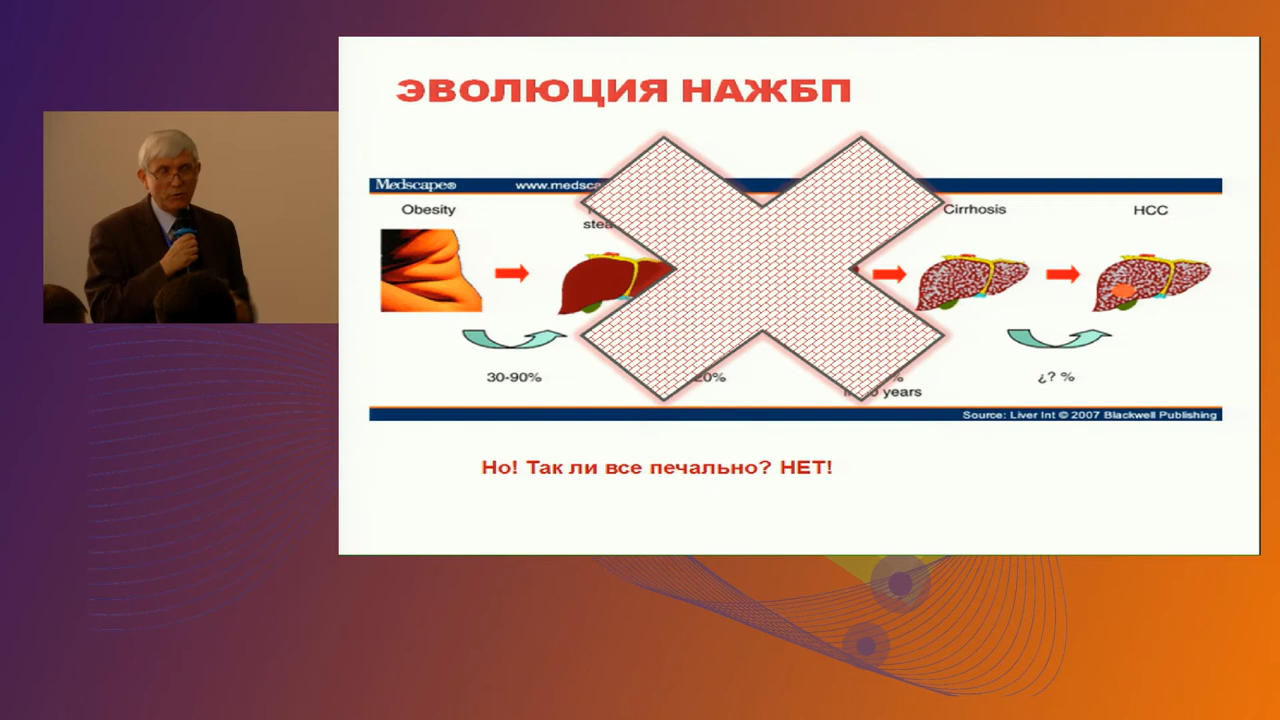 ЭВОЛЮЦИЯ НАЖБП
Medscape® www.medsca
Obesity
Cirrhosis
HCC
30-90%
20%
%
¿? %
years
Source: Liver Int © 2007 Blackwell Publishing
Но! Так ли все печально? НЕТ!